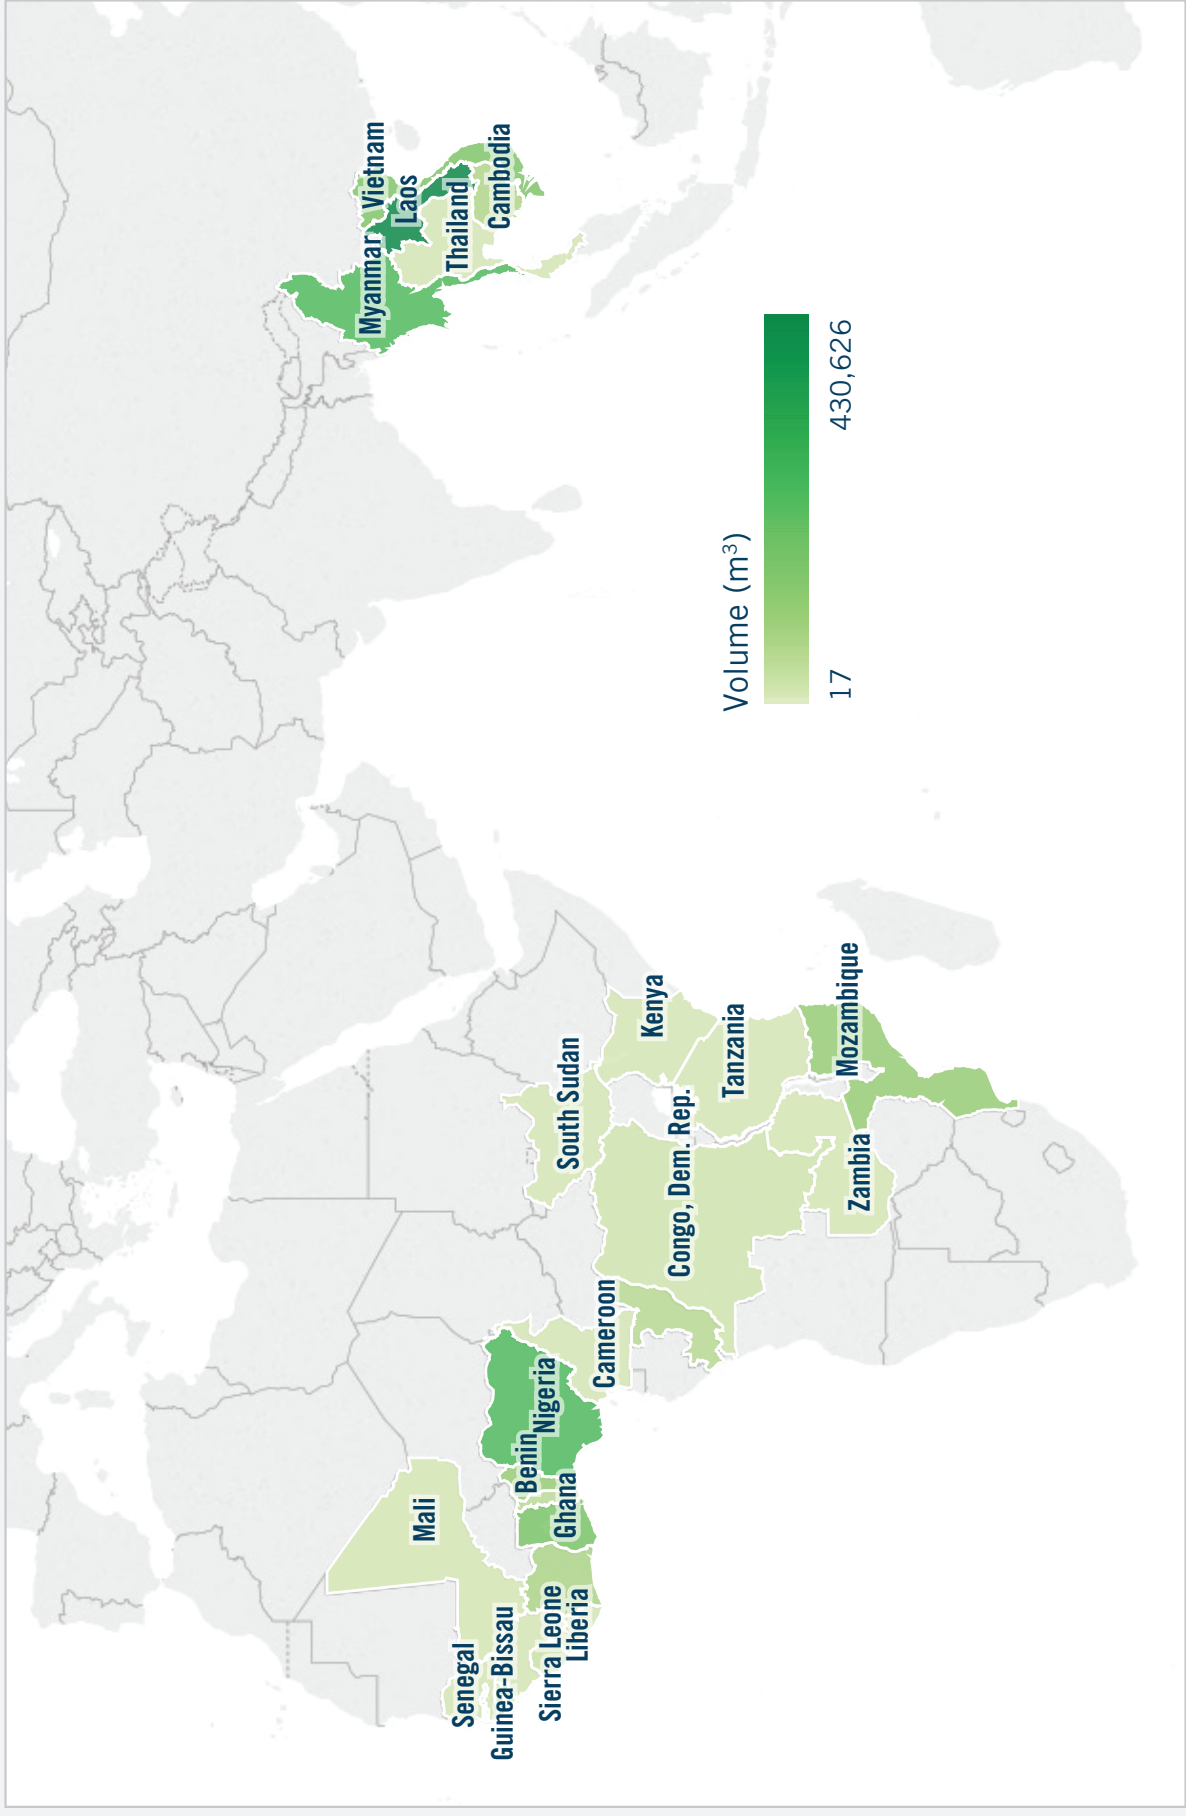 Vietnam
Myanmar
Laos
Thailand
Cambodia
Mali
Senegal
Guinea-Bissau
Benin
Nigeria
Ghana
Sierra Leone
Liberia
Cameroon
South Sudan
Kenya
Congo, Dem. Rep.
Tanzania
Mozambique
Zambia
Volume (m³)
17 430,626